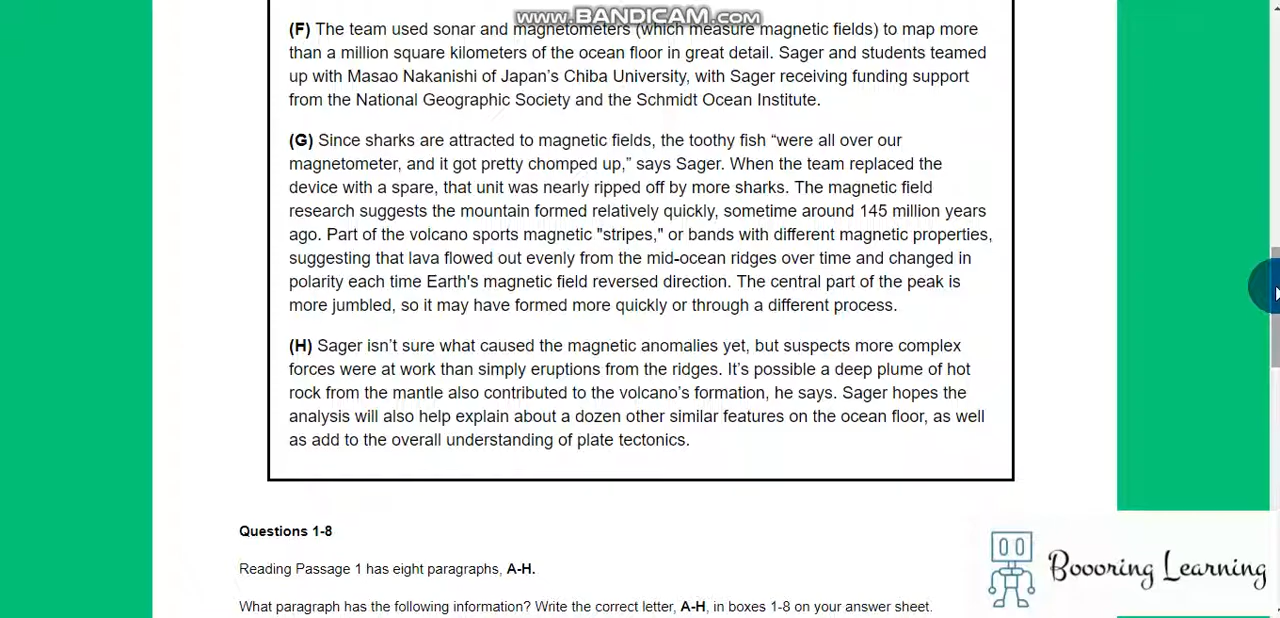 www.BANDICAM.com
(F) The team used sonar and magnetometers (which measure magnetic fields) to map more
than a million square kilometers of the ocean floor in great detail. Sager and students teamed
up with Masao Nakanishi of Japan's Chiba University, with Sager receiving funding support
from the National Geographic Society and the Schmidt Ocean Institute.
(G) Since sharks are attracted to magnetic fields, the toothy fish “were all over our
magnetometer, and it got pretty chomped up,” says Sager. When the team replaced the
device with a spare, that unit was nearly ripped off by more sharks. The magnetic field
research suggests the mountain formed relatively quickly, sometime around 145 million years
ago. Part of the volcano sports magnetic "stripes," or bands with different magnetic properties,
suggesting that lava flowed out evenly from the mid-ocean ridges over time and changed in
polarity each time Earth's magnetic field reversed direction. The central part of the peak is
more jumbled, so it may have formed more quickly or through a different process.
(H) Sager isn’t sure what caused the magnetic anomalies yet, but suspects more complex
forces were at work than simply eruptions from the ridges. It’s possible a deep plume of hot
rock from the mantle also contributed to the volcano’s formation, he says. Sager hopes the
analysis will also help explain about a dozen other similar features on the ocean floor, as well
as add to the overall understanding of plate tectonics.
Questions 1-8
Reading Passage 1 has eight paragraphs, A-H.
What paragraph has the following information? Write the correct letter, A-H, in boxes 1-8 on your answer sheet.
Boooring Learning